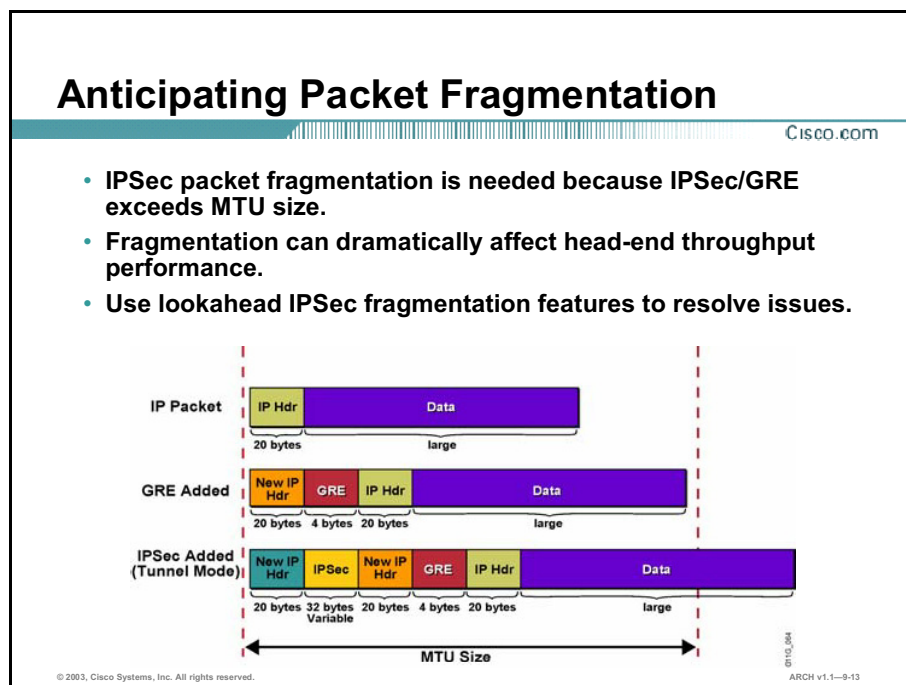 Anticipating Packet Fragmentation
Cisco.com
• IPSec packet fragmentation is needed because IPSec/GRE
exceeds MTU size.
• Fragmentation can dramatically affect head-end throughput
performance.
• Use lookahead IPSec fragmentation features to resolve issues.
IP Packet
IP Hdr
Data
20 bytes
large
GRE Added
New IP
Hdr
GRE
IP Hdr
Data
20 bytes
4 bytes
20 bytes
large
IPSec Added
(Tunnel Mode)
New IP
Hdr
IPSec
New IP
Hdr
GRE
IP Hdr
Data
20 bytes
32 bytes
Variable
20 bytes
4 bytes
20 bytes
large
MTU Size
© 2003, Cisco Systems, Inc. All rights reserved.
ARCH v1.1—9-13